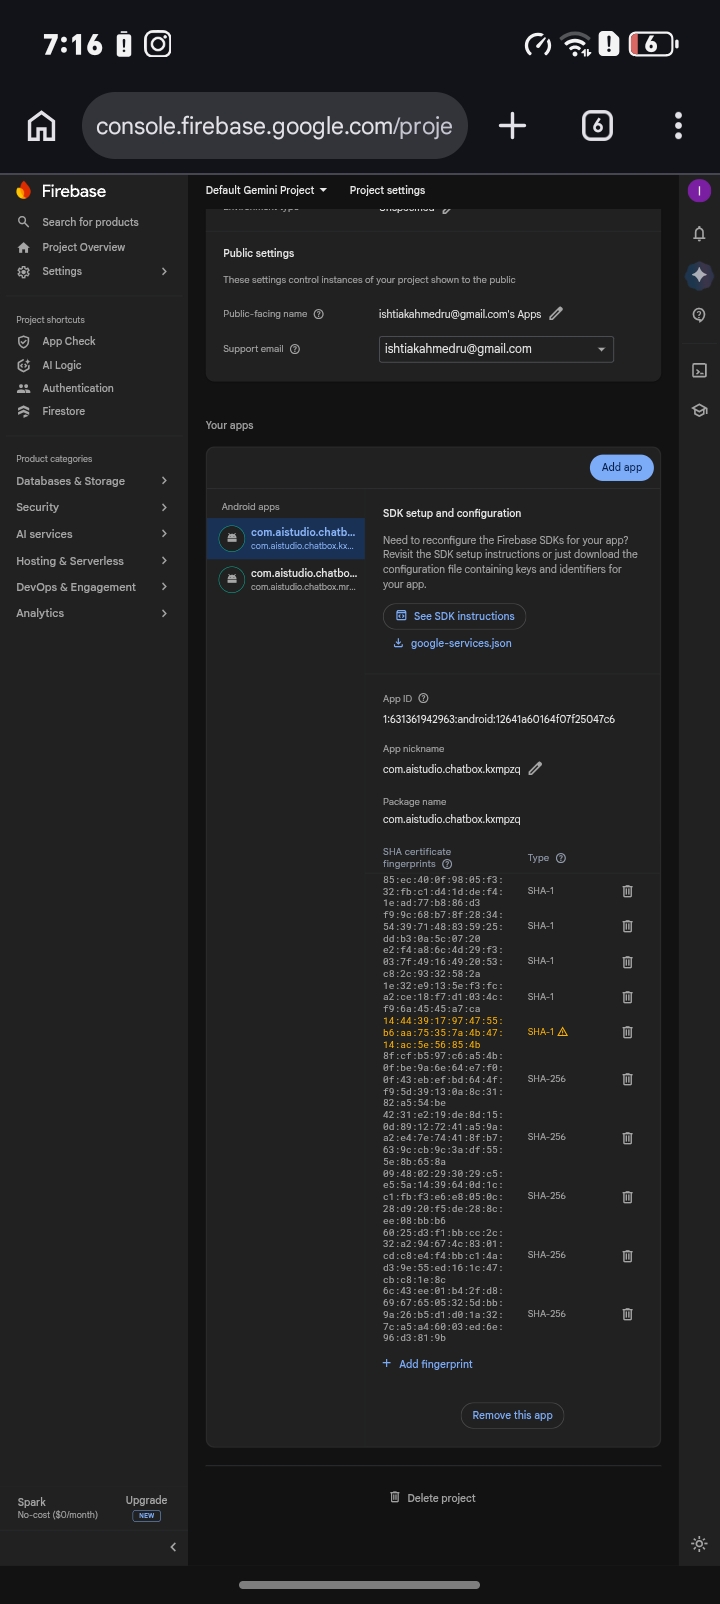 7:16
6
console.firebase.google.com/proje
6
Firebase
Default Gemini Project
Project settings
I
Search for products
Project Overview
Settings
Project shortcuts
App Check
AI Logic
Authentication
Firestore
Product categories
Databases & Storage
Security
AI services
Hosting & Serverless
DevOps & Engagement
Analytics
Spark
No-cost ($0/month)
Upgrade
NEW
Public settings
These settings control instances of your project shown to the public
Public-facing name
ishtiakahmedru@gmail.com's Apps
Support email
ishtiakahmedru@gmail.com
Your apps
Add app
Android apps
com.aistudio.chatb...
com.aistudio.chatbox.kx...
com.aistudio.chatbo...
com.aistudio.chatbox.mr...
SDK setup and configuration
Need to reconfigure the Firebase SDKs for your app?
Revisit the SDK setup instructions or just download the
configuration file containing keys and identifiers for
your app.
See SDK instructions
google-services.json
App ID
1:631361942963:android:12641a60164f07f25047c6
App nickname
com.aistudio.chatbox.kxmpzq
Package name
com.aistudio.chatbox.kxmpzq
SHA certificate
fingerprints
Type
85:ec:40:0f:98:05:f3:
32:fb:c1:d4:1d:de:f4:
1e:ad:77:b8:86:d3
SHA-1
f9:9c:68:b7:8f:28:34:
54:39:71:48:83:59:25:
dd:b3:0a:5c:07:20
SHA-1
e2:f4:a8:6c:4d:29:f3:
03:7f:49:16:49:20:53:
c8:2c:93:32:58:2a
SHA-1
1e:32:e9:13:5e:f3:fc:
a2:ce:18:f7:d1:03:4c:
f9:6a:45:45:a7:ca
SHA-1
14:44:39:17:97:47:55:
b6:aa:75:35:7a:4b:47:
14:ac:5e:56:85:4b
SHA-1
8f:cf:b5:97:c6:a5:4b:
0f:be:9a:6e:64:e7:f0:
0f:43:eb:ef:bd:64:4f:
f9:5d:39:13:0a:8c:31:
82:a5:54:be
SHA-256
42:31:e2:19:de:8d:15:
0d:89:12:72:41:a5:9a:
a2:e4:7e:74:41:8f:b7:
63:9c:cb:9c:3a:df:55:
5e:8b:65:8a
SHA-256
09:48:02:29:30:29:c5:
e5:5a:14:39:64:0d:1c:
c1:fb:f3:e6:e8:05:0c:
28:d9:20:f5:de:28:8c:
ee:08:bb:b6
SHA-256
60:25:d3:f1:bb:cc:2c:
32:a2:94:67:4c:83:01:
cd:c8:e4:f4:bb:c1:4a:
d3:9e:55:ed:16:1c:47:
cb:c8:1e:8c
SHA-256
6c:43:ee:01:b4:2f:d8:
69:67:65:05:32:5d:bb:
9a:26:b5:d1:d0:1a:32:
7c:a5:a4:60:03:ed:6e:
96:d3:81:9b
SHA-256
Add fingerprint
Remove this app
Delete project